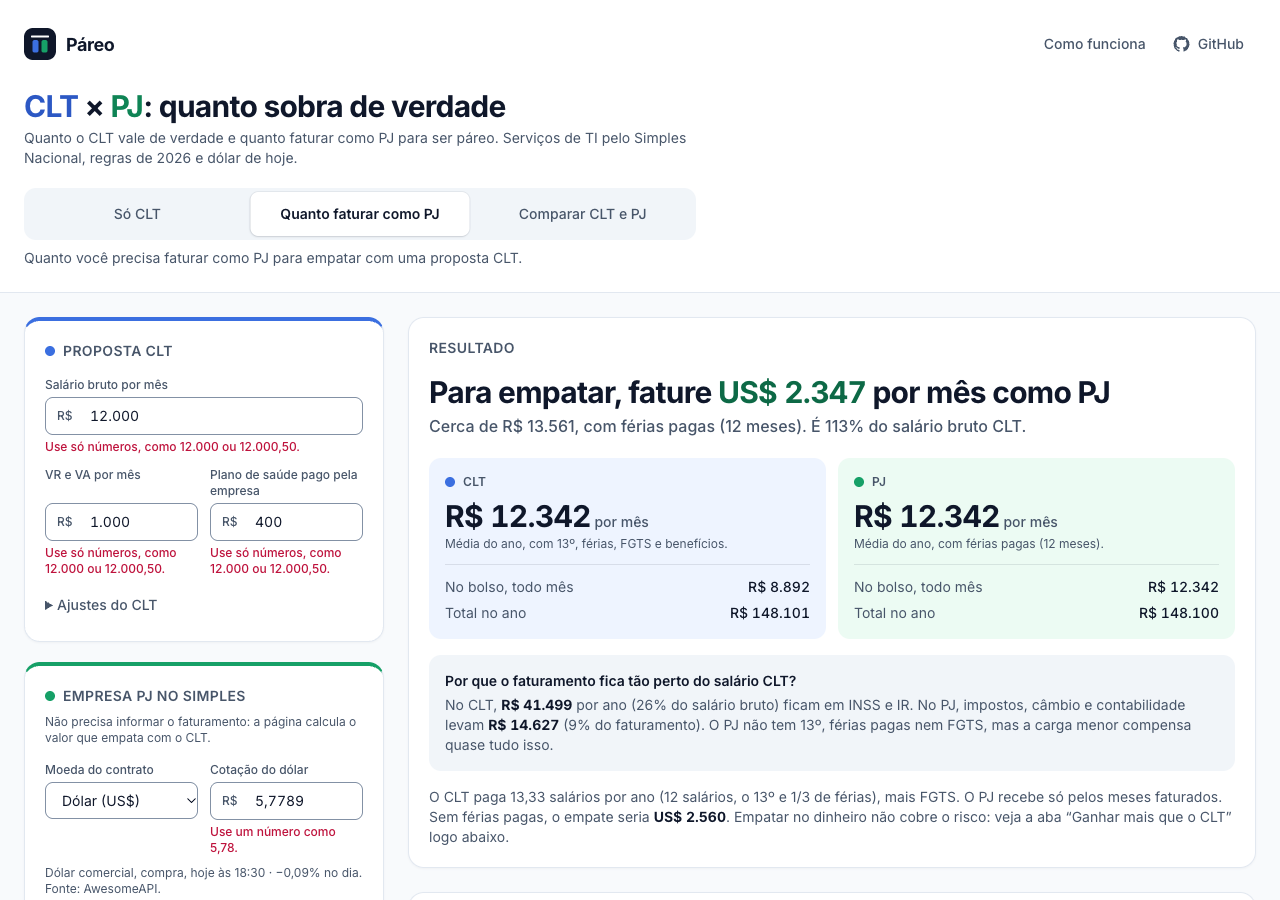 Páreo
Como funciona
GitHub
CLT × PJ: quanto sobra de verdade
Quanto o CLT vale de verdade e quanto faturar como PJ para ser páreo. Serviços de TI pelo Simples
Nacional, regras de 2026 e dólar de hoje.
Só CLT
Quanto faturar como PJ
Comparar CLT e PJ
Quanto você precisa faturar como PJ para empatar com uma proposta CLT.
PROPOSTA CLT
Salário bruto por mês
R$ 12.000
Use só números, como 12.000 ou 12.000,50.
VR e VA por mês
R$ 1.000
Use só números, como
12.000 ou 12.000,50.
Plano de saúde pago pela
empresa
R$ 400
Use só números, como
12.000 ou 12.000,50.
Ajustes do CLT
EMPRESA PJ NO SIMPLES
Não precisa informar o faturamento: a página calcula o
valor que empata com o CLT.
Moeda do contrato
Dólar (US$)
Cotação do dólar
R$ 5,7789
Use um número como
5,78.
Dólar comercial, compra, hoje às 18:30 · −0,09% no dia.
Fonte: AwesomeAPI.
RESULTADO
Para empatar, fature US$ 2.347 por mês como PJ
Cerca de R$ 13.561, com férias pagas (12 meses). É 113% do salário bruto CLT.
CLT
R$ 12.342 por mês
Média do ano, com 13º, férias, FGTS e benefícios.
No bolso, todo mês R$ 8.892
Total no ano R$ 148.101
PJ
R$ 12.342 por mês
Média do ano, com férias pagas (12 meses).
No bolso, todo mês R$ 12.342
Total no ano R$ 148.100
Por que o faturamento fica tão perto do salário CLT?
No CLT, R$ 41.499 por ano (26% do salário bruto) ficam em INSS e IR. No PJ, impostos, câmbio e contabilidade
levam R$ 14.627 (9% do faturamento). O PJ não tem 13º, férias pagas nem FGTS, mas a carga menor compensa
quase tudo isso.
O CLT paga 13,33 salários por ano (12 salários, o 13º e 1/3 de férias), mais FGTS. O PJ recebe só pelos meses faturados.
Sem férias pagas, o empate seria US$ 2.560. Empatar no dinheiro não cobre o risco: veja a aba “Ganhar mais que o CLT”
logo abaixo.